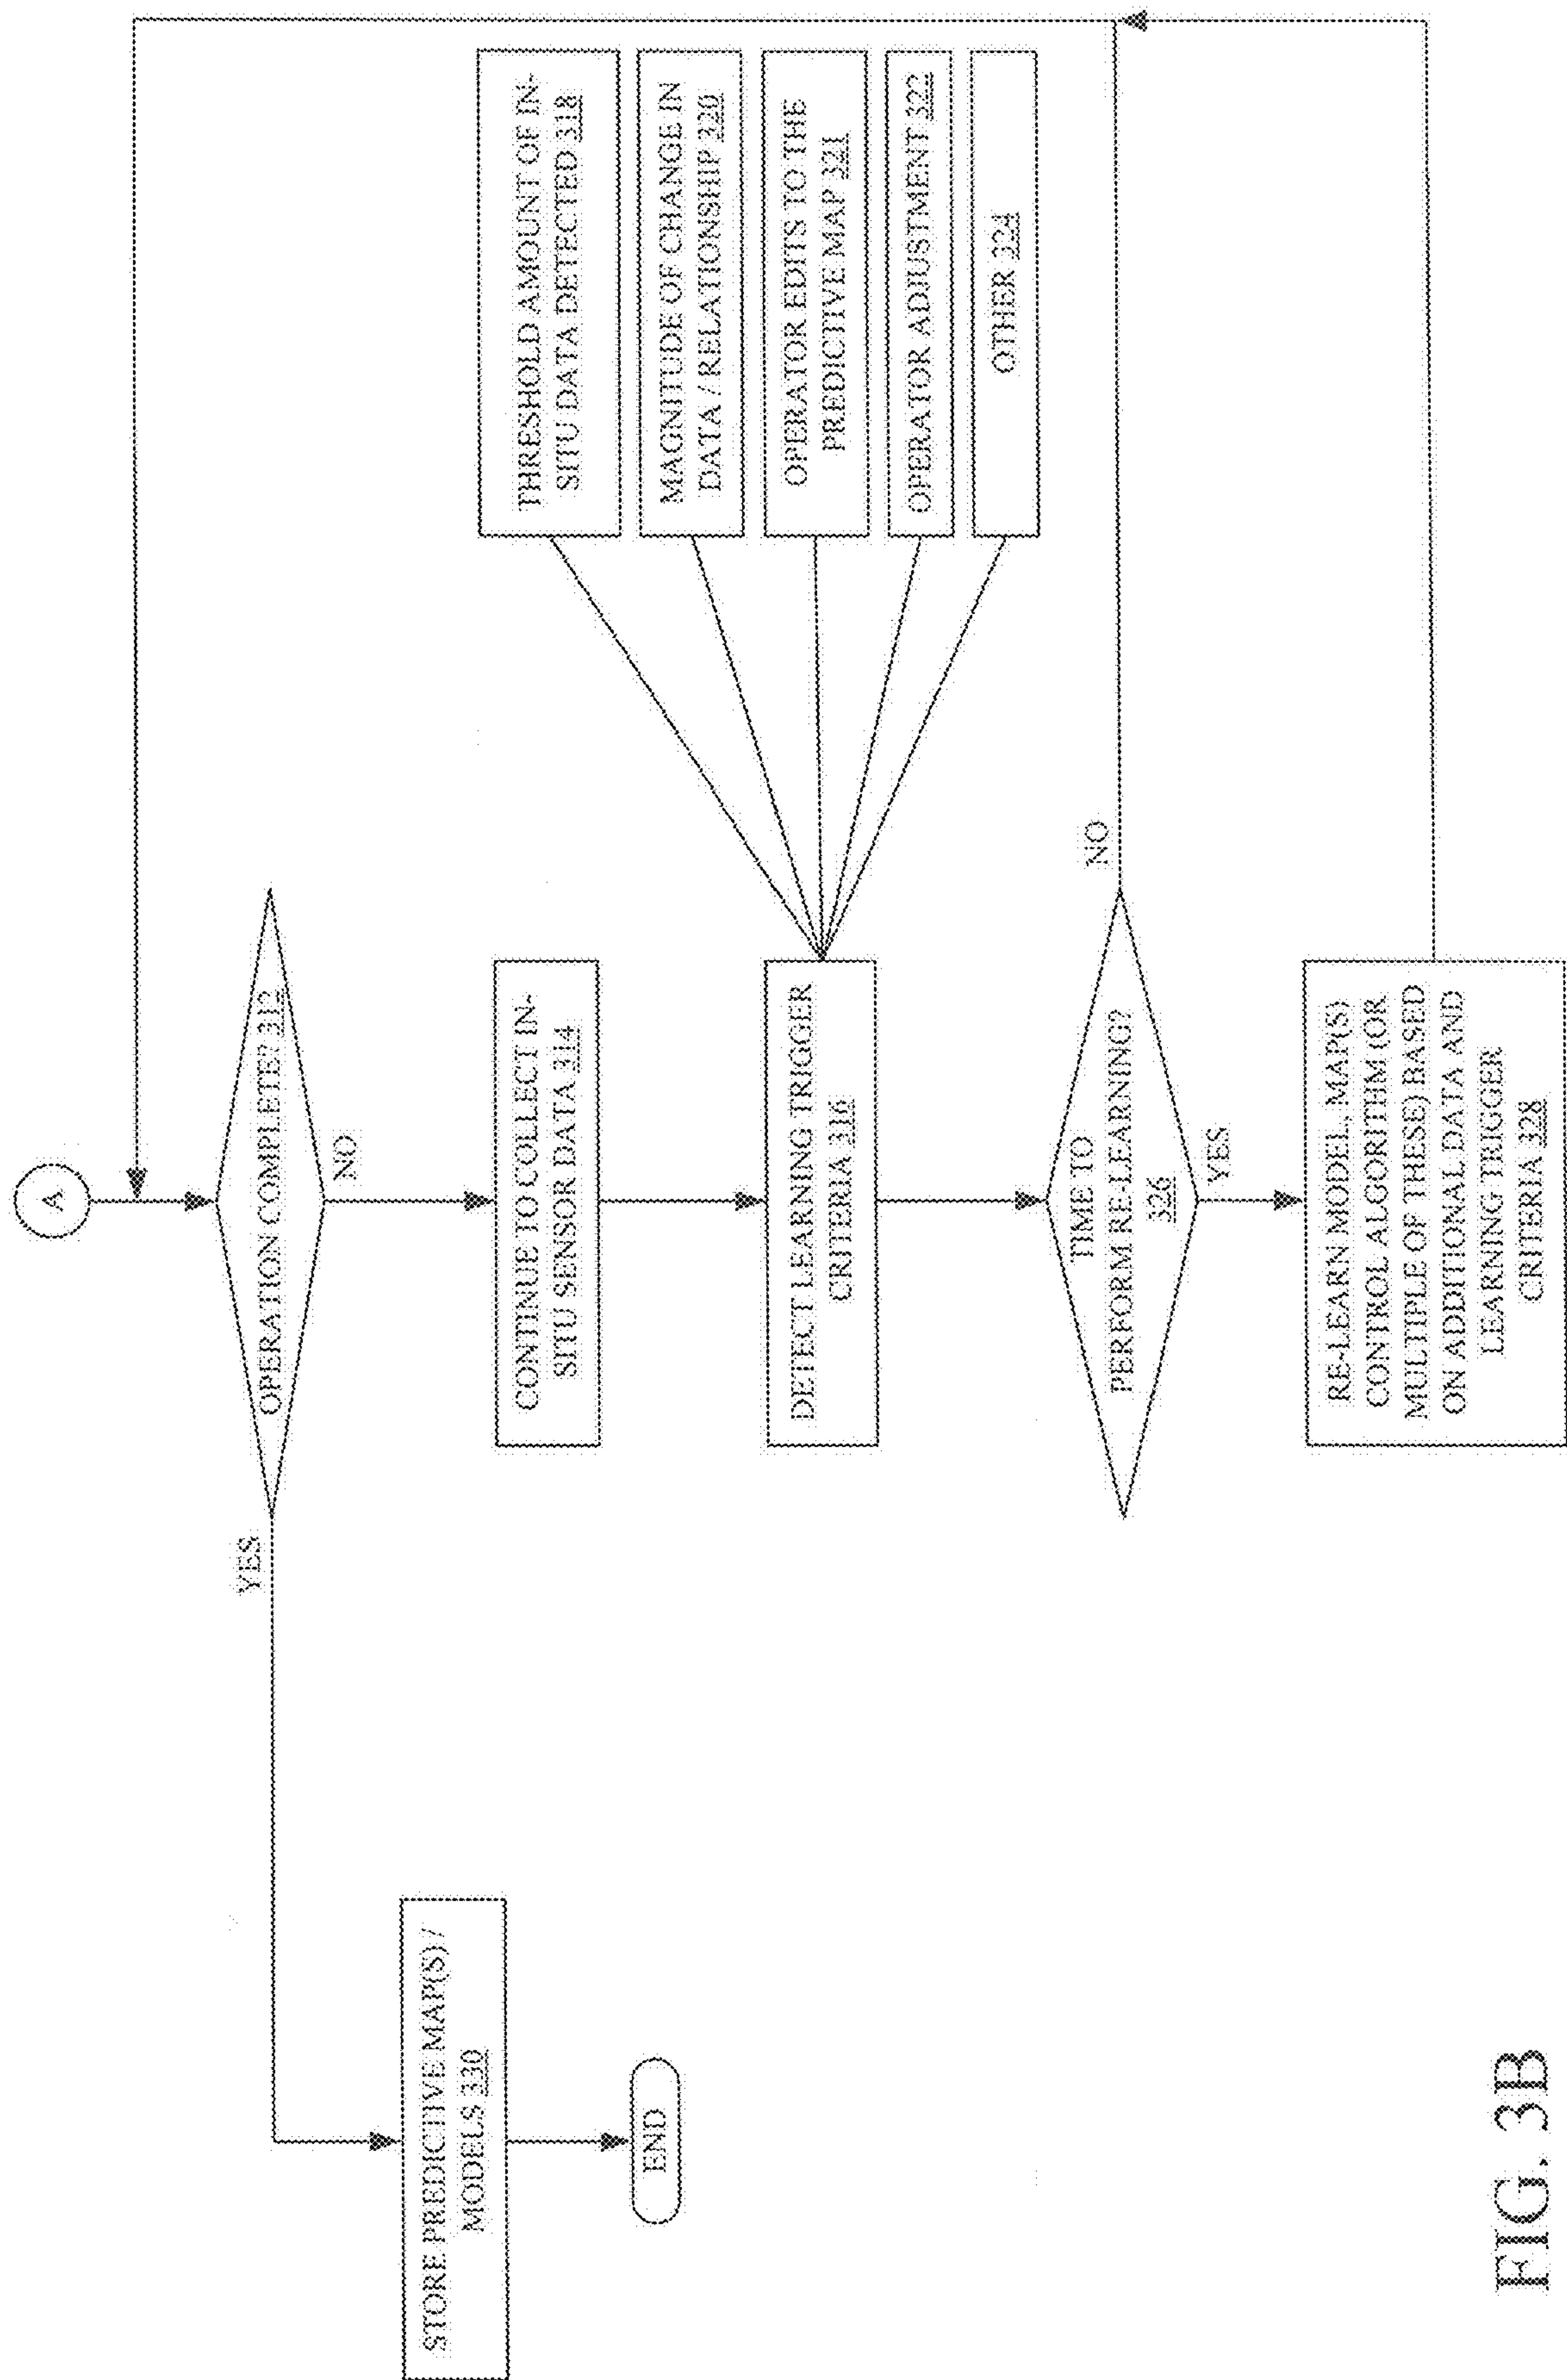 A
OPERATION COMPLETE? 312
YES
NO
STORE PREDICTIVE MAP(S) /
MODELS 330
END
CONTINUE TO COLLECT IN-
SITU SENSOR DATA 314
DETECT LEARNING TRIGGER
CRITERIA 316
THRESHOLD AMOUNT OF IN-
SITU DATA DETECTED 318
MAGNITUDE OF CHANGE IN
DATA / RELATIONSHIP 320
OPERATOR EDITS TO THE
PREDICTIVE MAP 321
OPERATOR ADJUSTMENT 322
OTHER 324
TIME TO
PERFORM RE-LEARNING?
326
NO
YES
RE-LEARN MODEL, MAP(S)
CONTROL ALGORITHM (OR
MULTIPLE OF THESE) BASED
ON ADDITIONAL DATA AND
LEARNING TRIGGER
CRITERIA 328
FIG. 3B